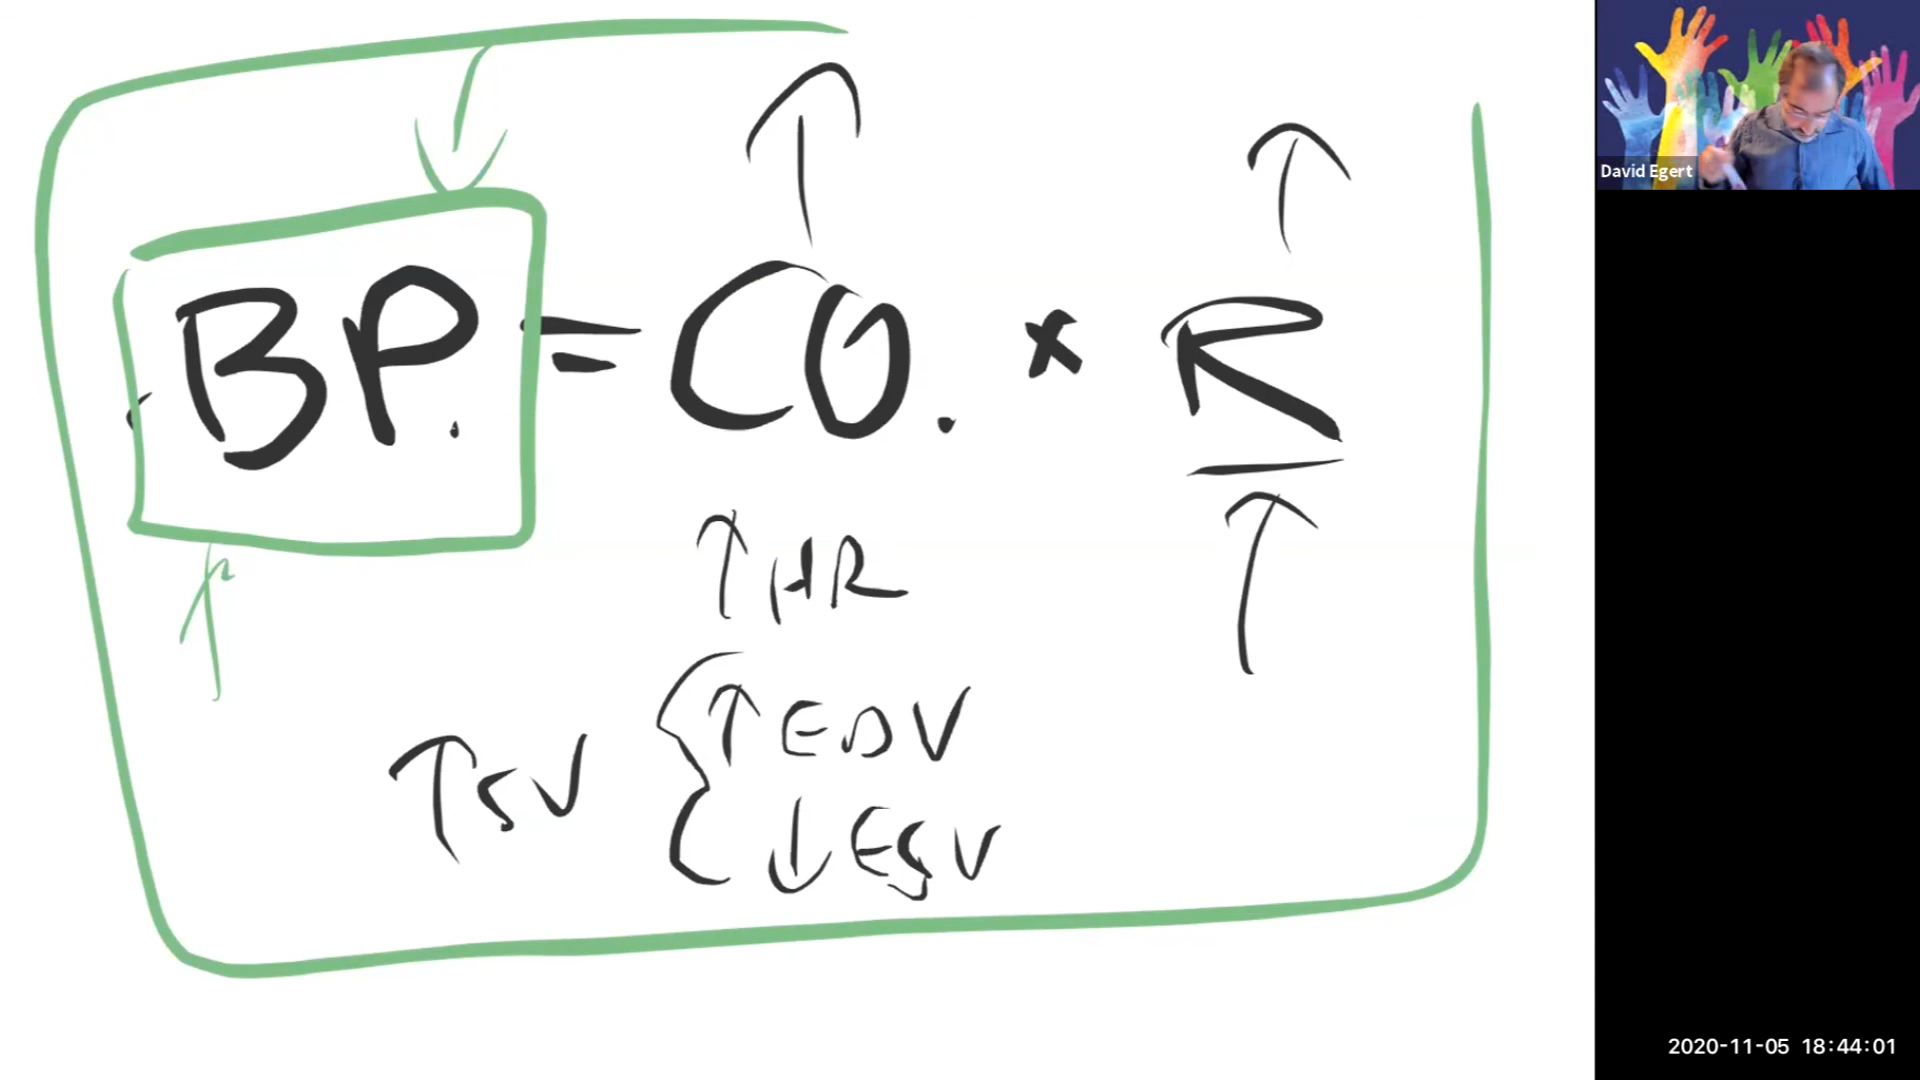 ↑ ↑
BP. = CO. × R
↑ ↑ HR ↑
↑ SV { ↑ EDV
↓ ESV
David Egert
2020-11-05 18:44:01